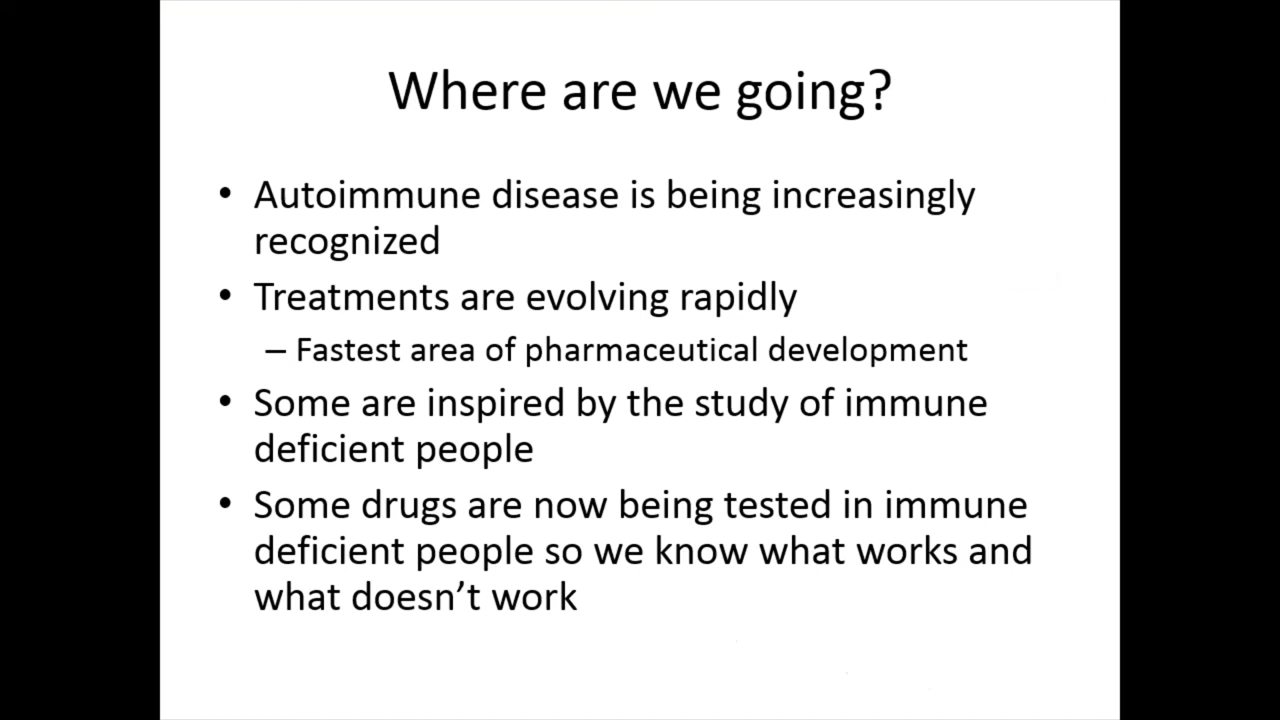 Where are we going?
• Autoimmune disease is being increasingly
recognized
• Treatments are evolving rapidly
– Fastest area of pharmaceutical development
• Some are inspired by the study of immune
deficient people
• Some drugs are now being tested in immune
deficient people so we know what works and
what doesn’t work